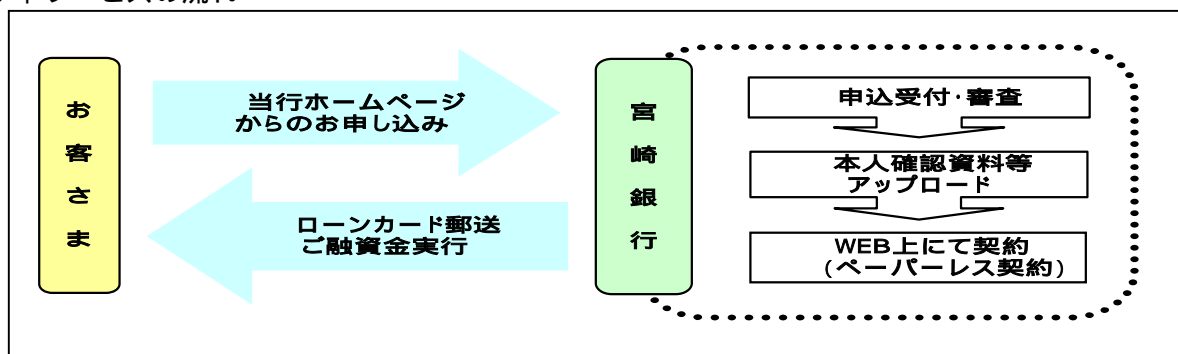 お客さま
当行ホームページ
からのお申し込み
ローンカード郵送
ご融資金実行
宮崎銀行
申込受付・審査
本人確認資料等
アップロード
WEB上にて契約
(ペーパーレス契約)